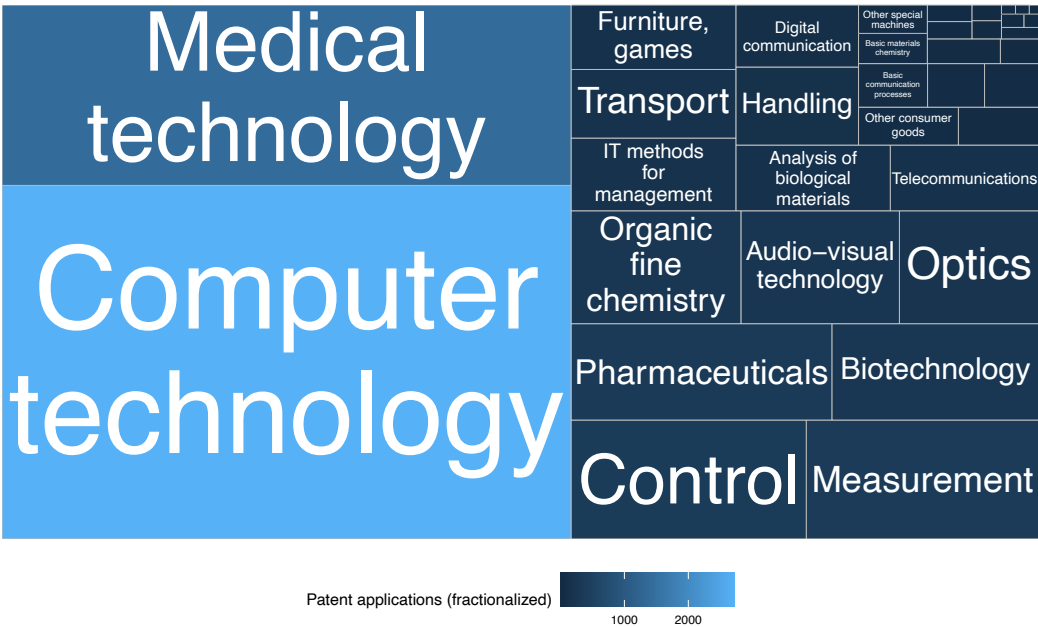 Medical
technology
Computer
technology
Furniture,
games
Transport
IT methods
for
management
Digital
communication
Handling
Other special
machines
Basic materials
chemistry
Basic
communication
processes
Other consumer
goods
Analysis of
biological
materials
Telecommunications
Organic
fine
chemistry
Audio−visual
technology
Optics
Pharmaceuticals
Biotechnology
Control
Measurement
Patent applications (fractionalized)
1000
2000